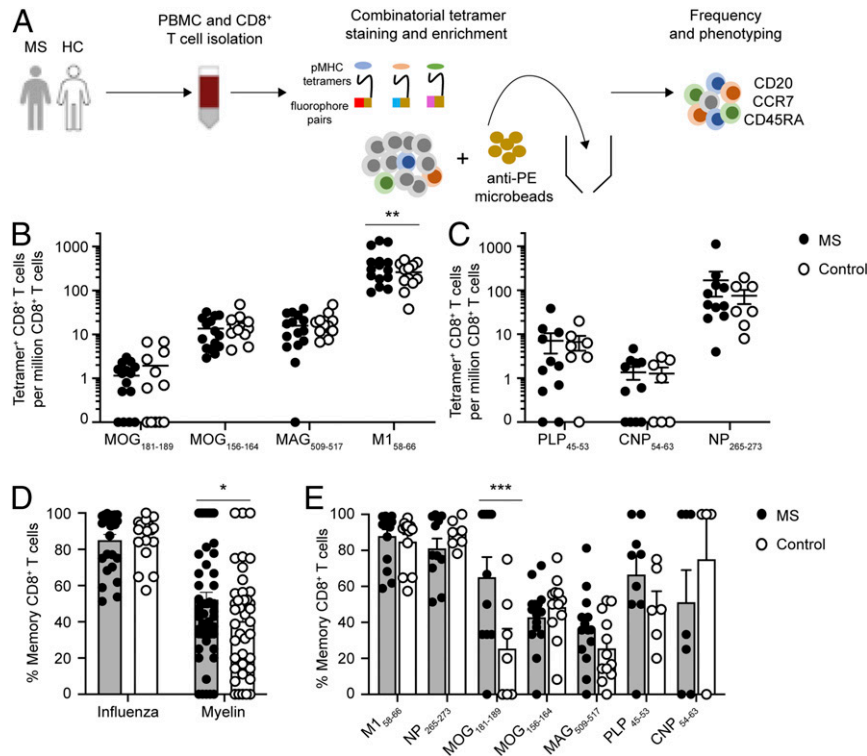 A
MS HC
PBMC and CD8⁺
T cell isolation
Combinatorial tetramer
staining and enrichment
Frequency
and phenotyping
pMHC
tetramers
fluorophore
pairs
+
anti-PE
microbeads
CD20
CCR7
CD45RA
B
Tetramer⁺ CD8⁺ T cells
per million CD8⁺ T cells
1000
100
10
1
0
**
MOG₁₈₁₋₁₈₉ MOG₁₅₆₋₁₆₄ MAG₅₀₉₋₅₁₇ M1₅₈₋₆₆
C
Tetramer⁺ CD8⁺ T cells
per million CD8⁺ T cells
1000
100
10
1
0
PLP₄₅₋₅₃ CNP₅₄₋₆₃ NP₂₆₅₋₂₇₃
MS
Control
D
% Memory CD8⁺ T cells
100
80
60
40
20
0
*
Influenza Myelin
E
% Memory CD8⁺ T cells
100
80
60
40
20
0
***
M1₅₈₋₆₆ NP₂₆₅₋₂₇₃ MOG₁₈₁₋₁₈₉ MOG₁₅₆₋₁₆₄ MAG₅₀₉₋₅₁₇ PLP₄₅₋₅₃ CNP₅₄₋₆₃
MS
Control